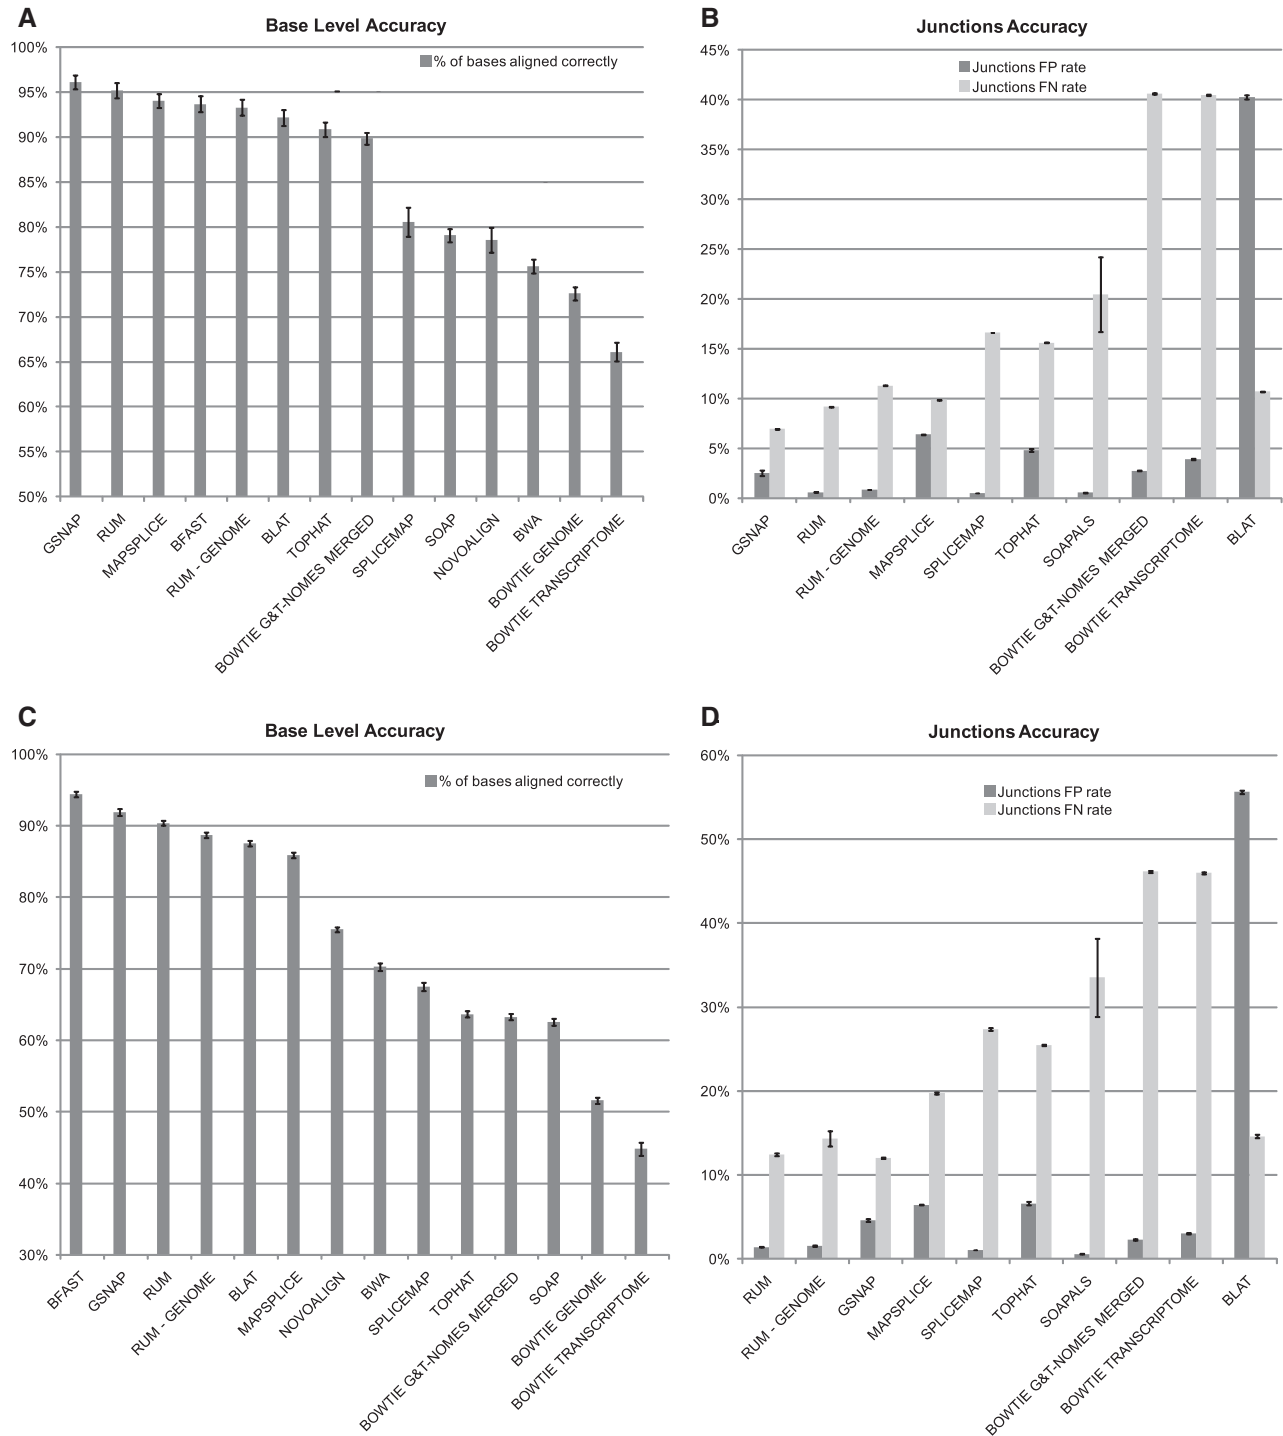 A
Base Level Accuracy
% of bases aligned correctly
100%
95%
90%
85%
80%
75%
70%
65%
60%
55%
50%
GSNAP
RUM
MAPSPLICE
BFAST
RUM - GENOME
BLAT
TOPHAT
BOWTIE G&T-NOMES MERGED
SPLICEMAP
SOAP
NOVOALIGN
BWA
BOWTIE GENOME
BOWTIE TRANSCRIPTOME
B
Junctions Accuracy
Junctions FP rate
Junctions FN rate
45%
40%
35%
30%
25%
20%
15%
10%
5%
0%
GSNAP
RUM
RUM - GENOME
MAPSPLICE
SPLICEMAP
TOPHAT
SOAPALS
BOWTIE G&T-NOMES MERGED
BOWTIE TRANSCRIPTOME
BLAT
C
Base Level Accuracy
% of bases aligned correctly
100%
90%
80%
70%
60%
50%
40%
30%
BFAST
GSNAP
RUM
RUM - GENOME
BLAT
MAPSPLICE
NOVOALIGN
BWA
SPLICEMAP
TOPHAT
BOWTIE G&T-NOMES MERGED
SOAP
BOWTIE GENOME
BOWTIE TRANSCRIPTOME
D
Junctions Accuracy
Junctions FP rate
Junctions FN rate
60%
50%
40%
30%
20%
10%
0%
RUM
RUM - GENOME
GSNAP
MAPSPLICE
SPLICEMAP
TOPHAT
SOAPALS
BOWTIE G&T-NOMES MERGED
BOWTIE TRANSCRIPTOME
BLAT